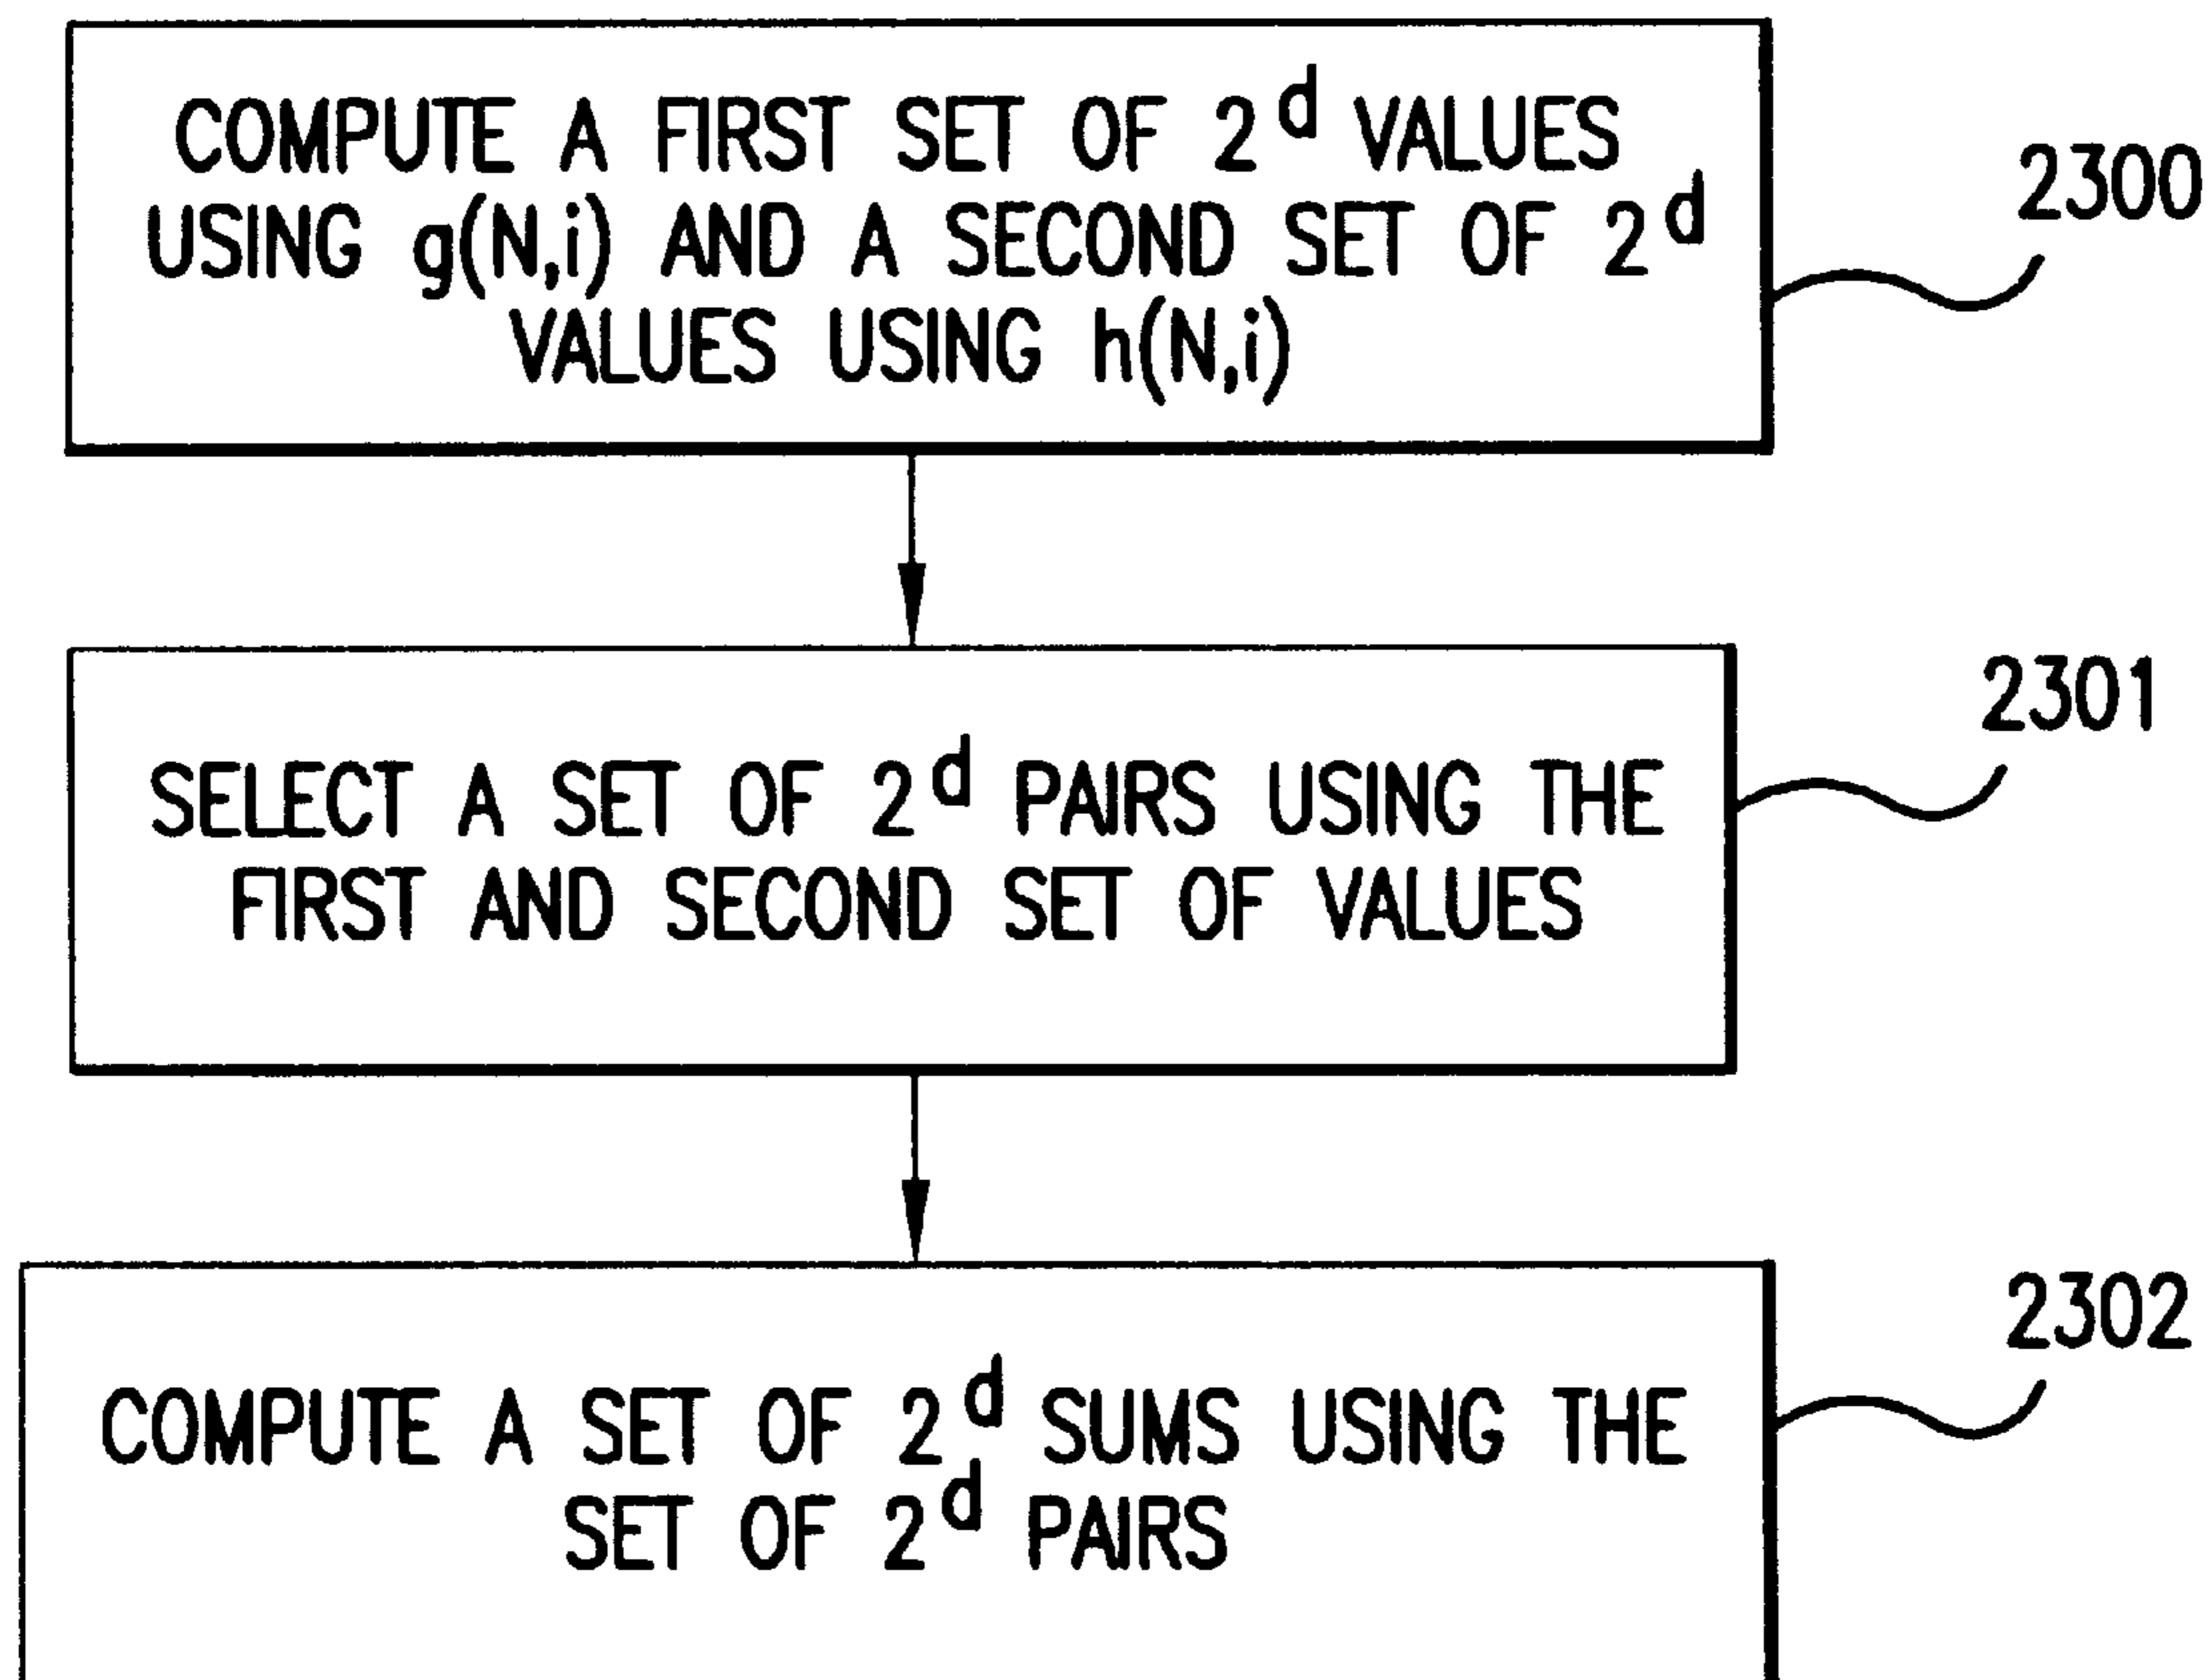 COMPUTE A FIRST SET OF 2^d VALUES
USING g(N,i) AND A SECOND SET OF 2^d
VALUES USING h(N,i)
2300
SELECT A SET OF 2^d PAIRS USING THE
FIRST AND SECOND SET OF VALUES
2301
COMPUTE A SET OF 2^d SUMS USING THE
SET OF 2^d PAIRS
2302